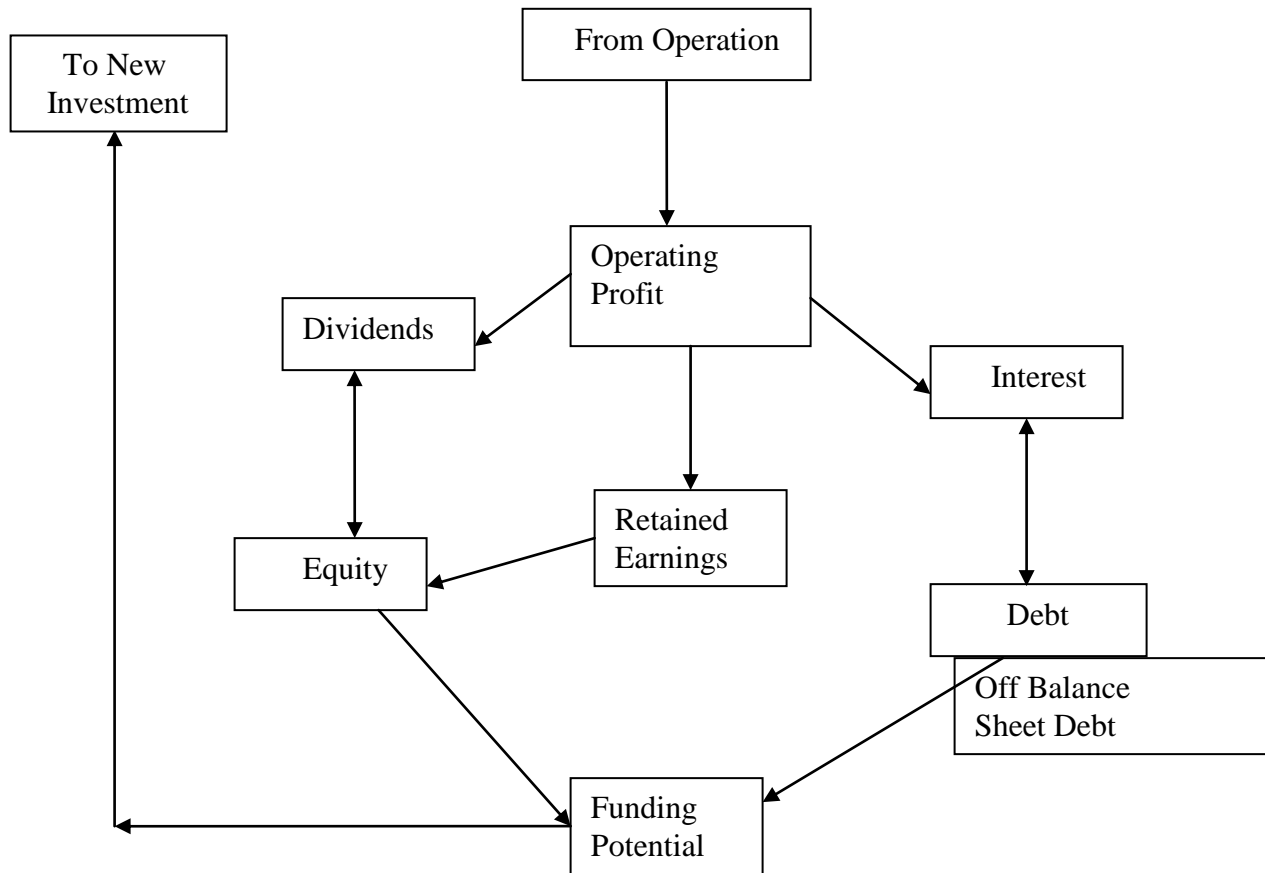 From Operation
To New
Investment
Operating
Profit
Dividends
Interest
Retained
Earnings
Equity
Debt
Off Balance
Sheet Debt
Funding
Potential